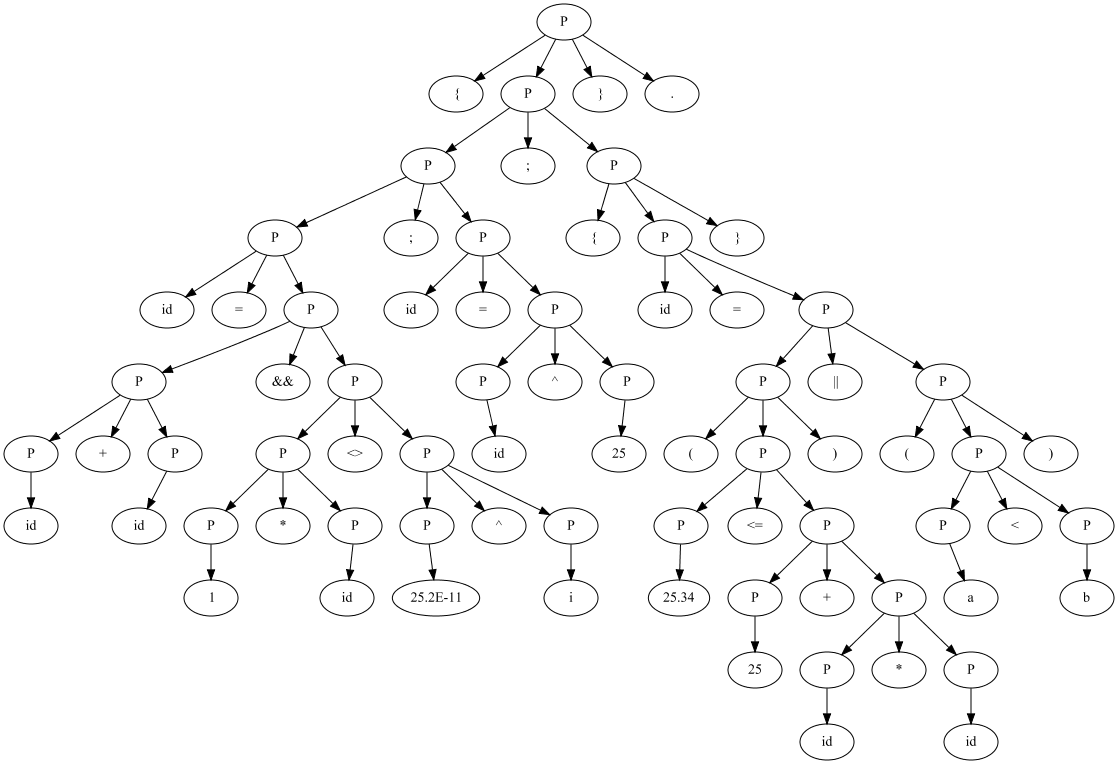 P
{ P } .
P ; P
P ; P { P }
id = P id = P id = P
P && P P ^ P P || P
P + P P <> P id 25 ( P ) ( P )
id id P * P P ^ P P <= P P < P
1 id 25.2E-11 i 25.34 P + P a b
25 P * P
id id